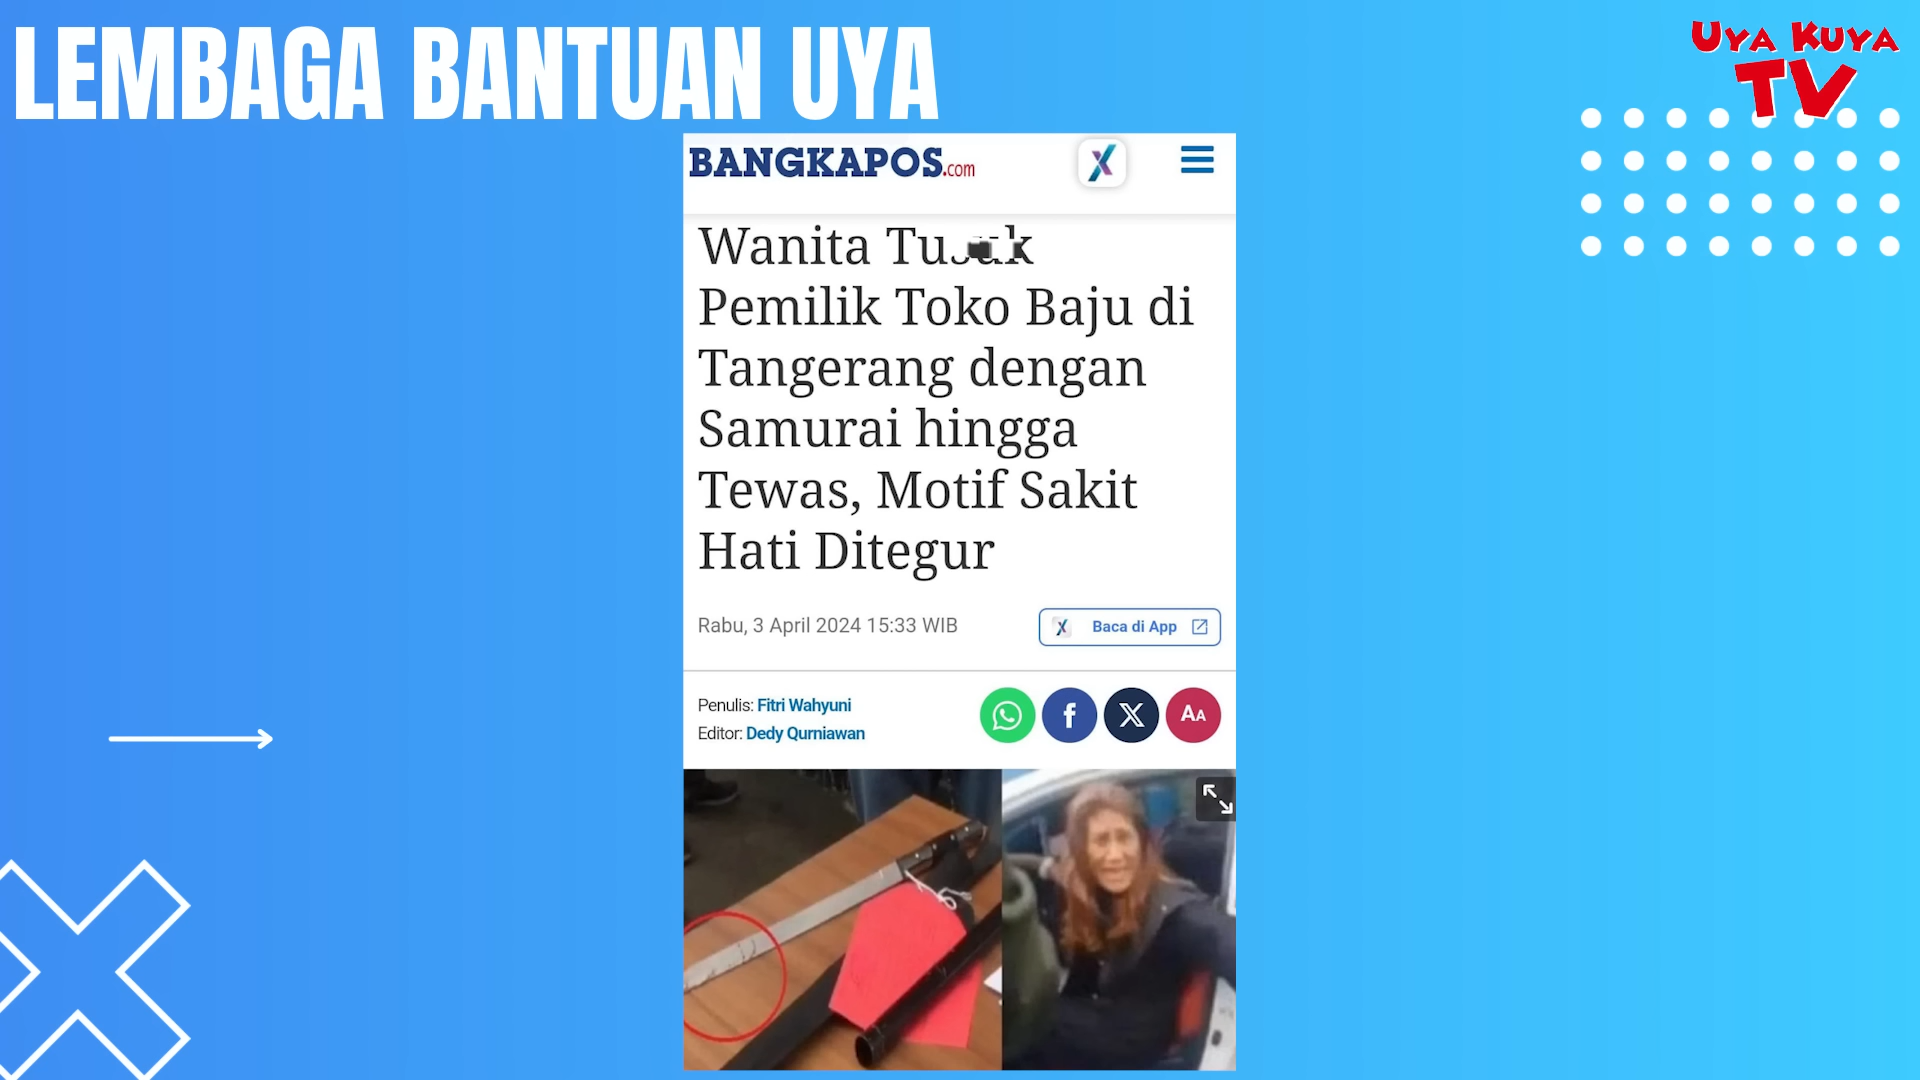 LEMBAGA BANTUAN UYA
UYA KUYA
TV
BANGKAPOS.com
Wanita Tusuk
Pemilik Toko Baju di
Tangerang dengan
Samurai hingga
Tewas, Motif Sakit
Hati Ditegur
Rabu, 3 April 2024 15:33 WIB
Baca di App
Penulis: Fitri Wahyuni
Editor: Dedy Qurniawan
AA